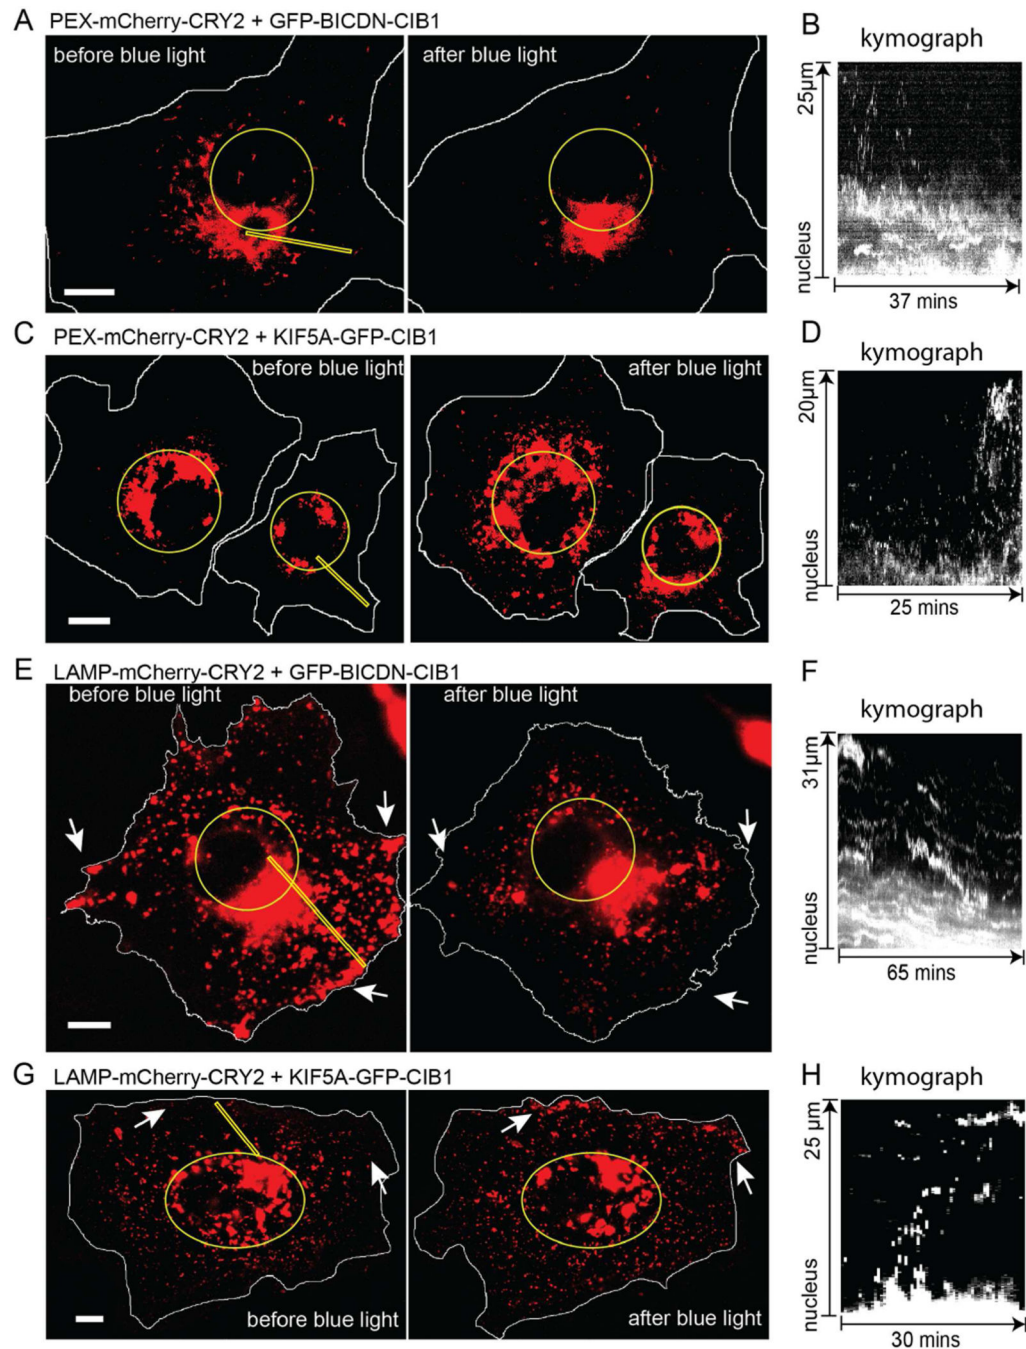 A PEX-mCherry-CRY2 + GFP-BICDN-CIB1
before blue light
after blue light
B
kymograph
25µm
nucleus
37 mins
C PEX-mCherry-CRY2 + KIF5A-GFP-CIB1
before blue light
after blue light
D
kymograph
20µm
nucleus
25 mins
E LAMP-mCherry-CRY2 + GFP-BICDN-CIB1
before blue light
after blue light
F
kymograph
31µm
nucleus
65 mins
G LAMP-mCherry-CRY2 + KIF5A-GFP-CIB1
before blue light
after blue light
H
kymograph
25 µm
nucleus
30 mins